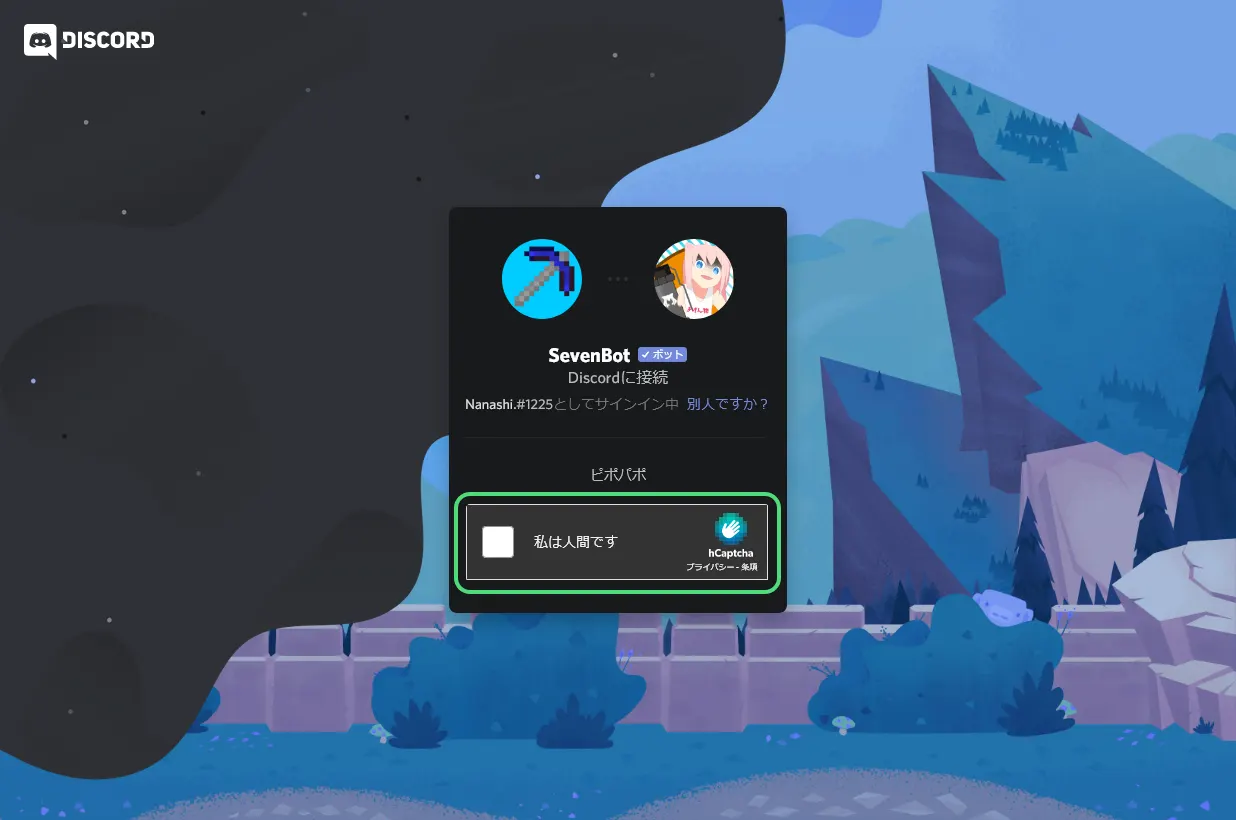 DISCORD
SevenBot ✓ボット
Discordに接続
Nanashi.#1225としてサインイン中 別人ですか？
ピポパポ
私は人間です
hCaptcha
プライバシー - 条項